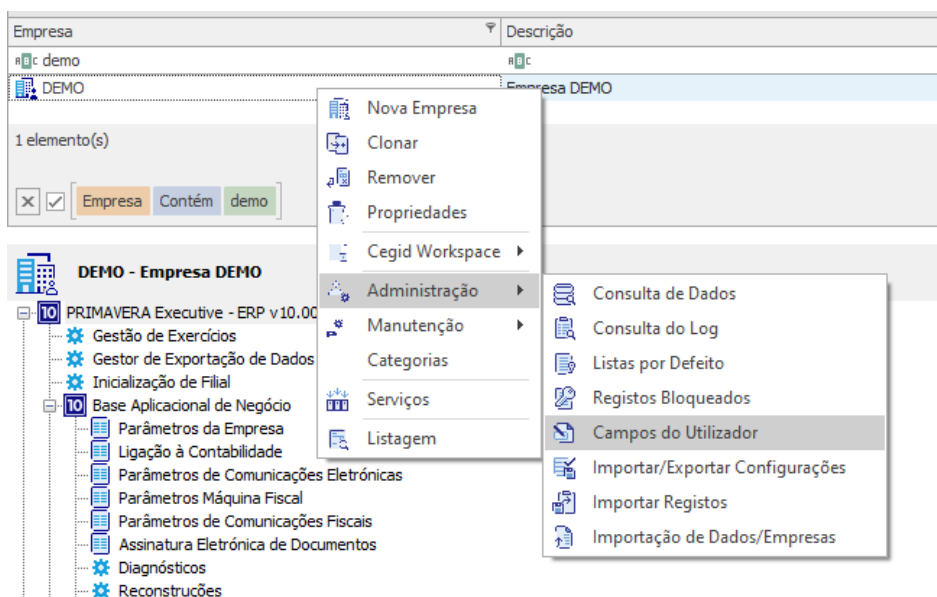 Empresa Descrição
ABC demo ABC
DEMO Empresa DEMO
1 elemento(s)
Empresa Contém demo
Nova Empresa
Clonar
Remover
Propriedades
Cegid Workspace
Administração
Manutenção
Categorias
Serviços
Listagem
Consulta de Dados
Consulta do Log
Listas por Defeito
Registos Bloqueados
Campos do Utilizador
Importar/Exportar Configurações
Importar Registos
Importação de Dados/Empresas
DEMO - Empresa DEMO
10 PRIMAVERA Executive - ERP v10.00
Gestão de Exercícios
Gestor de Exportação de Dados
Inicialização de Filial
10 Base Aplicacional de Negócio
Parâmetros da Empresa
Ligação à Contabilidade
Parâmetros de Comunicações Eletrónicas
Parâmetros Máquina Fiscal
Parâmetros de Comunicações Fiscais
Assinatura Eletrónica de Documentos
Diagnósticos
Reconstruções